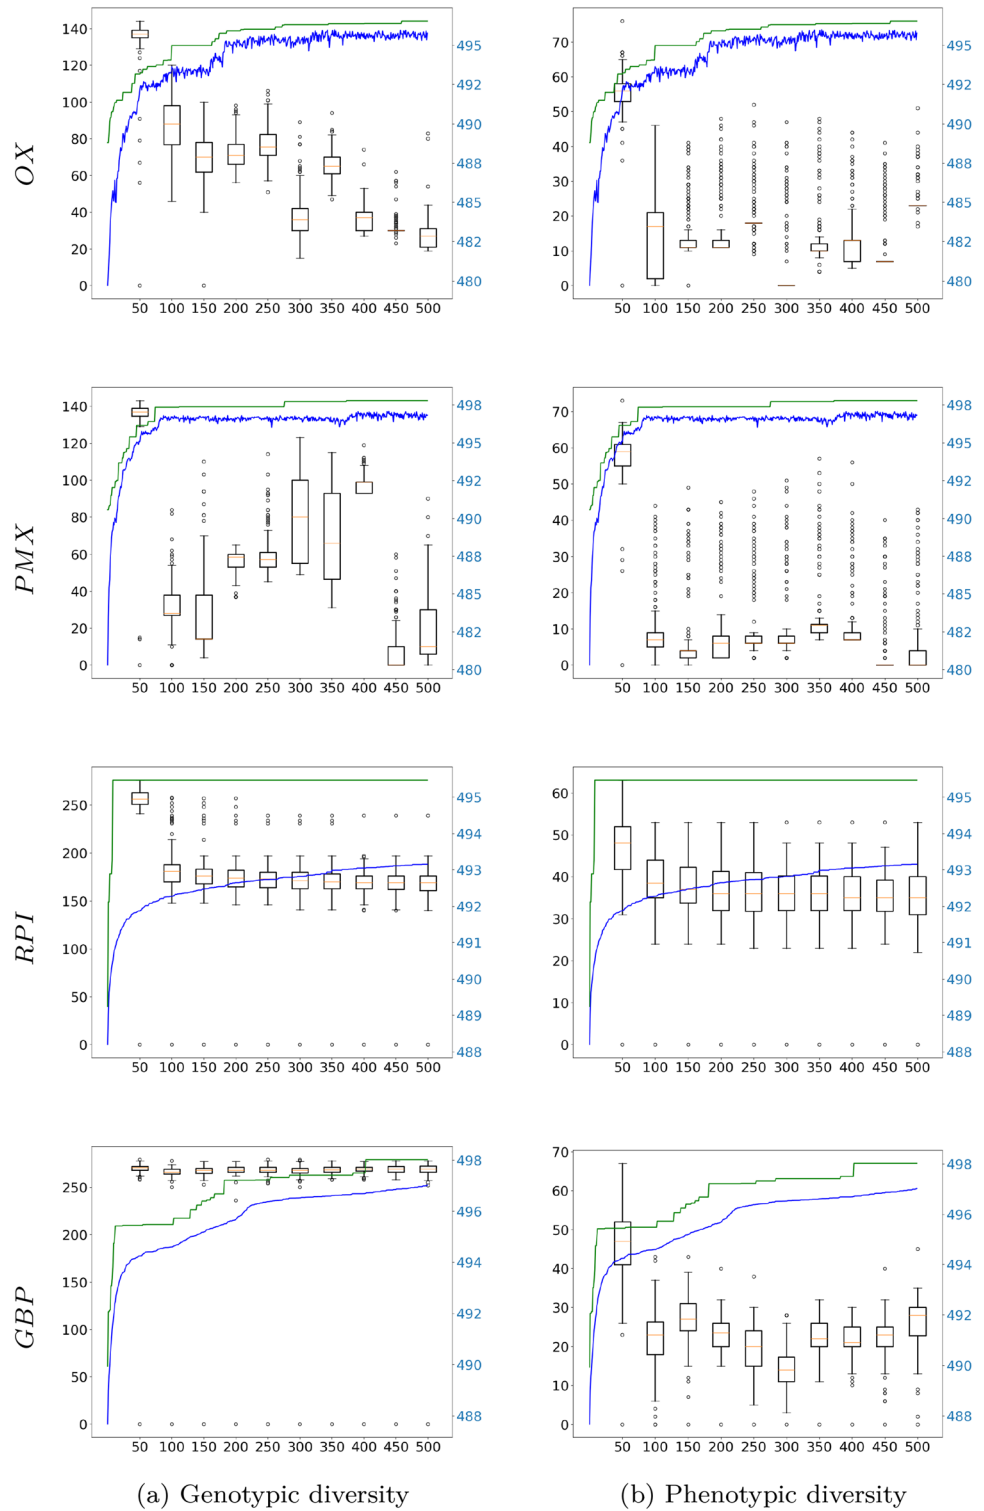 OX
140 120 100 80 60 40 20 0
495 492 490 488 485 482 480
50 100 150 200 250 300 350 400 450 500
70 60 50 40 30 20 10 0
495 492 490 488 485 482 480
50 100 150 200 250 300 350 400 450 500
PMX
140 120 100 80 60 40 20 0
498 495 492 490 488 485 482 480
50 100 150 200 250 300 350 400 450 500
70 60 50 40 30 20 10 0
498 495 492 490 488 485 482 480
50 100 150 200 250 300 350 400 450 500
RPI
250 200 150 100 50 0
495 494 493 492 491 490 489 488
50 100 150 200 250 300 350 400 450 500
60 50 40 30 20 10 0
495 494 493 492 491 490 489 488
50 100 150 200 250 300 350 400 450 500
GBP
250 200 150 100 50 0
498 496 494 492 490 488
50 100 150 200 250 300 350 400 450 500
70 60 50 40 30 20 10 0
498 496 494 492 490 488
50 100 150 200 250 300 350 400 450 500
(a) Genotypic diversity
(b) Phenotypic diversity